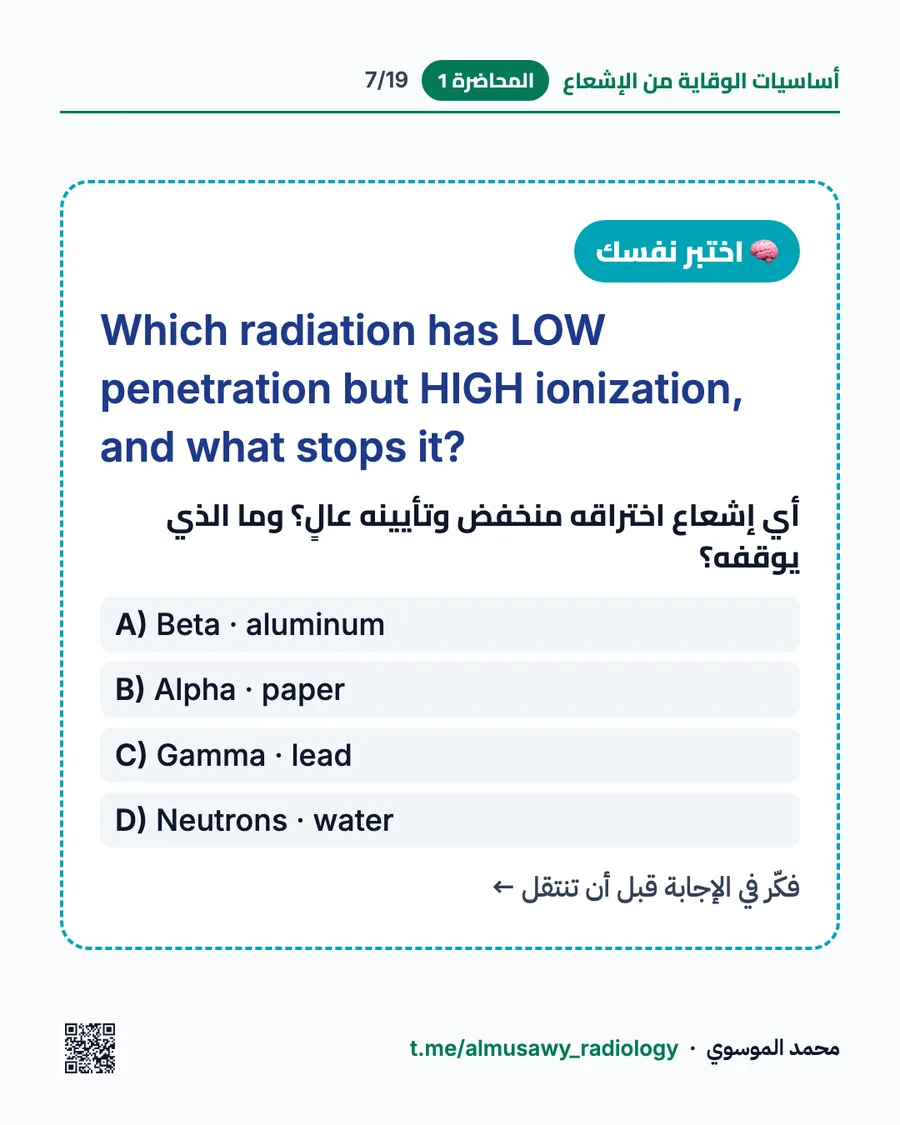 أساسيات الوقاية من الإشعاع المحاضرة 1 7/19
🧠 اختبر نفسك
Which radiation has LOW
penetration but HIGH ionization,
and what stops it?
أي إشعاع اختراقه منخفض وتأيينه عالٍ؟ وما الذي
يوقفه؟
A) Beta · aluminum
B) Alpha · paper
C) Gamma · lead
D) Neutrons · water
فكّر في الإجابة قبل أن تنتقل ←
محمد الموسوي · t.me/almusawy_radiology